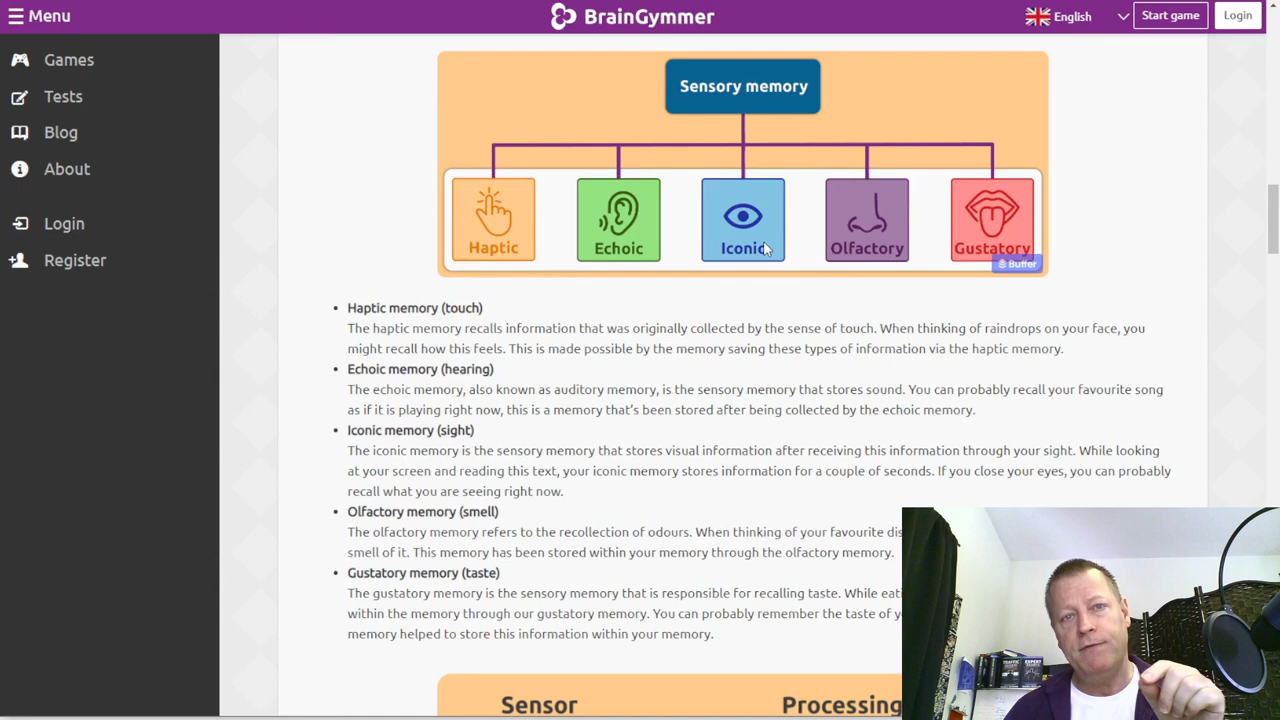 Menu
BrainGymmer
English
Start game
Login
Games
Tests
Blog
About
Login
Register
Sensory memory
Haptic
Echoic
Iconic
Olfactory
Gustatory
Buffer
• Haptic memory (touch)
The haptic memory recalls information that was originally collected by the sense of touch. When thinking of raindrops on your face, you
might recall how this feels. This is made possible by the memory saving these types of information via the haptic memory.
• Echoic memory (hearing)
The echoic memory, also known as auditory memory, is the sensory memory that stores sound. You can probably recall your favourite song
as if it is playing right now, this is a memory that's been stored after being collected by the echoic memory.
• Iconic memory (sight)
The iconic memory is the sensory memory that stores visual information after receiving this information through your sight. While looking
at your screen and reading this text, your iconic memory stores information for a couple of seconds. If you close your eyes, you can probably
recall what you are seeing right now.
• Olfactory memory (smell)
The olfactory memory refers to the recollection of odours. When thinking of your favourite dis
smell of it. This memory has been stored within your memory through the olfactory memory.
• Gustatory memory (taste)
The gustatory memory is the sensory memory that is responsible for recalling taste. While eati
within the memory through our gustatory memory. You can probably remember the taste of yo
memory helped to store this information within your memory.
Sensor
Processing
TRAFFIC
EXPERT